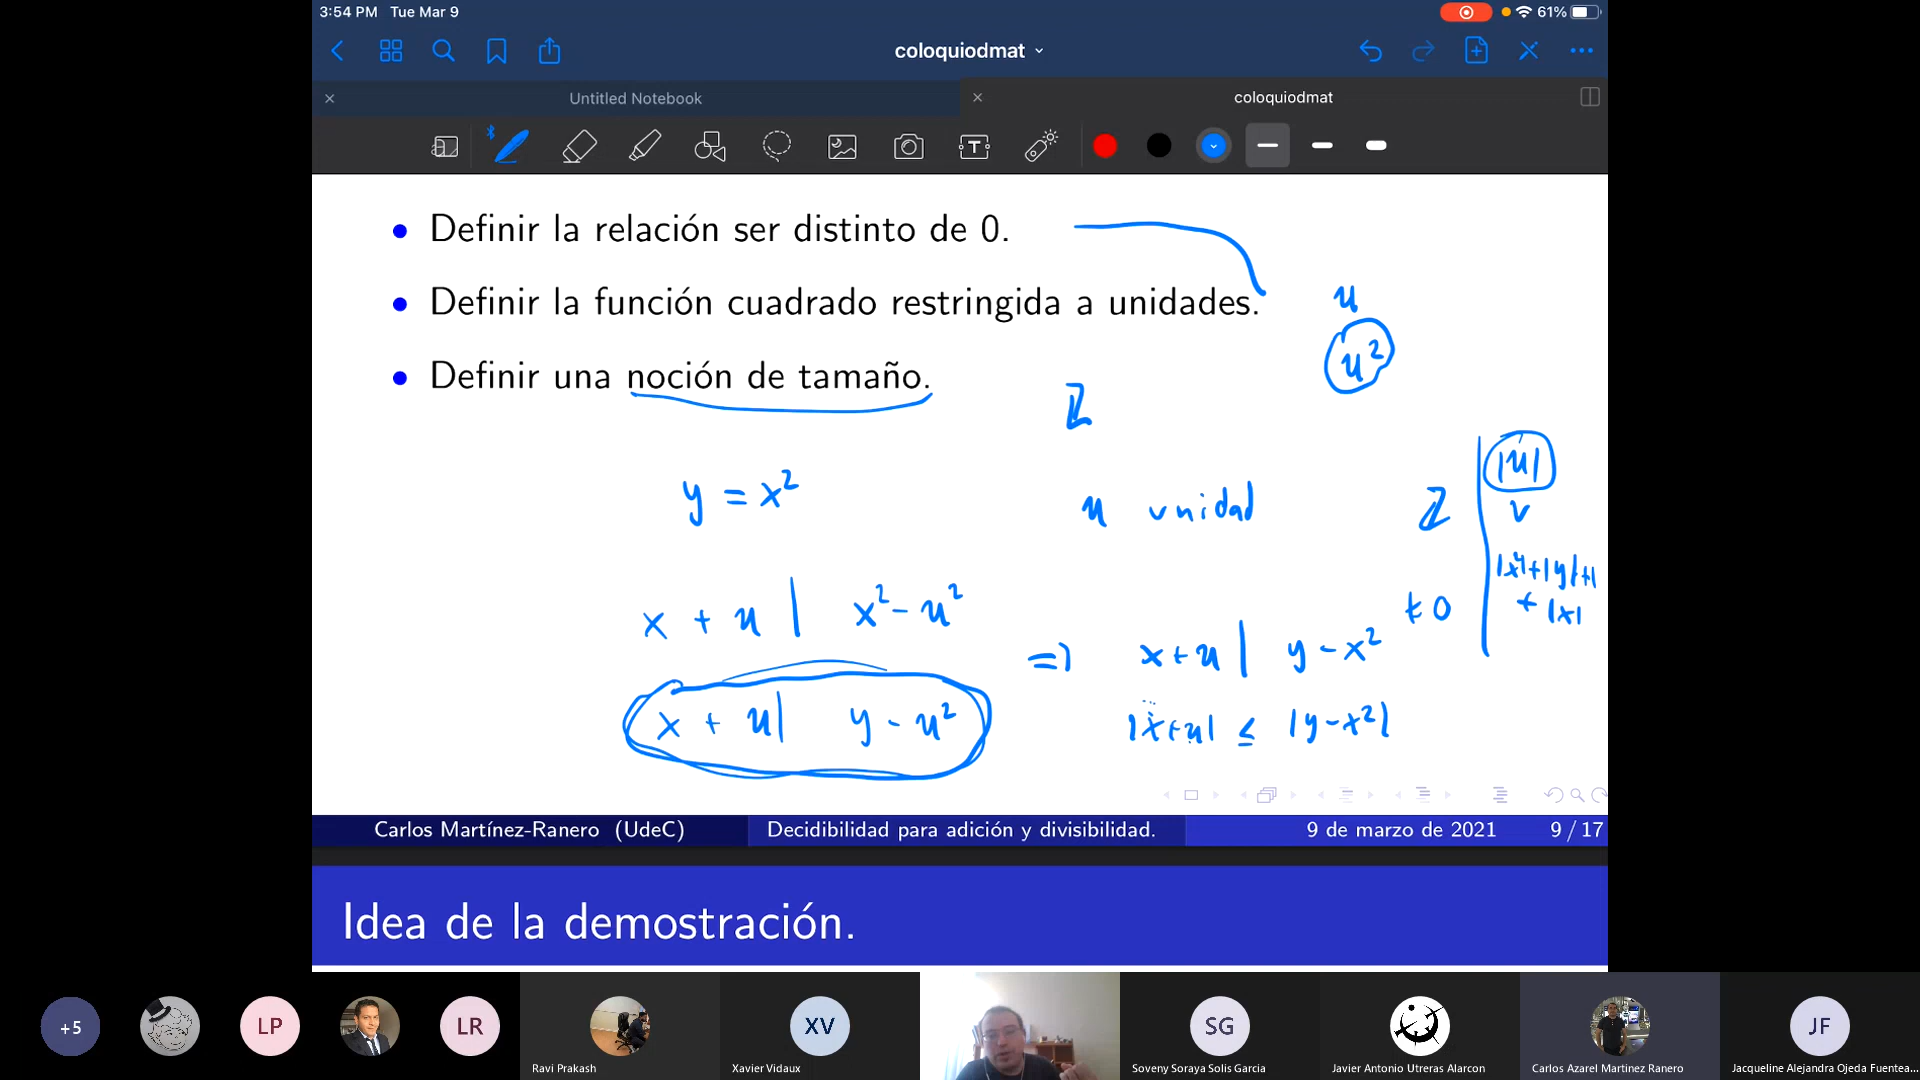 3:54 PM Tue Mar 9
61%
coloquiodmat
Untitled Notebook
coloquiodmat
T
• Definir la relación ser distinto de 0.
• Definir la función cuadrado restringida a unidades.
• Definir una noción de tamaño.
u
u²
ℤ
y = x²
u unidad
ℤ
|u|
∨
|x⁴|+|y|+1
+ |x|
≠ 0
x + u | x² - u²
x + u | y - u²
=> x+u | y - x²
|x+u| ≤ |y-x²|
Carlos Martínez-Ranero (UdeC)
Decidibilidad para adición y divisibilidad.
9 de marzo de 2021
9 / 17
Idea de la demostración.
+5
LP
LR
Ravi Prakash
XV
Xavier Vidaux
SG
Soveny Soraya Solis Garcia
Javier Antonio Utreras Alarcon
Carlos Azarel Martinez Ranero
JF
Jacqueline Alejandra Ojeda Fuentea...